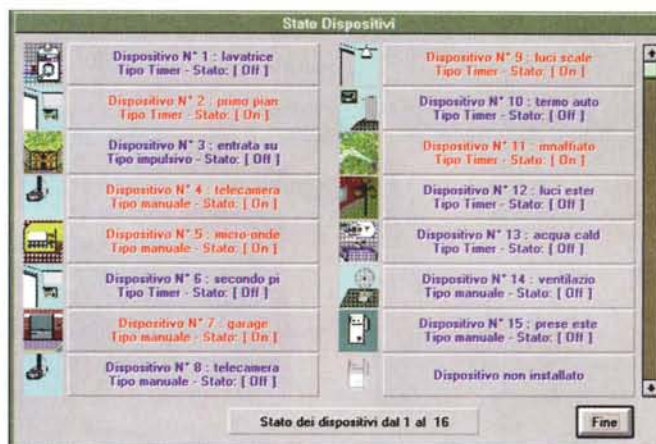 Stato Dispositivi
Dispositivo N° 1 : lavatrice
Tipo Timer - Stato: [ Off ]
Dispositivo N° 2 : primo pian
Tipo Timer - Stato: [ On ]
Dispositivo N° 3 : entrata su
Tipo impulsivo - Stato: [ Off ]
Dispositivo N° 4 : telecamera
Tipo manuale - Stato: [ On ]
Dispositivo N° 5 : micro-onde
Tipo manuale - Stato: [ On ]
Dispositivo N° 6 : secondo pi
Tipo Timer - Stato: [ Off ]
Dispositivo N° 7 : garage
Tipo manuale - Stato: [ On ]
Dispositivo N° 8 : telecamera
Tipo manuale - Stato: [ Off ]
Dispositivo N° 9 : luci scale
Tipo Timer - Stato: [ On ]
Dispositivo N° 10 : termo auto
Tipo Timer - Stato: [ Off ]
Dispositivo N° 11 : innaffiato
Tipo Timer - Stato: [ On ]
Dispositivo N° 12 : luci ester
Tipo Timer - Stato: [ Off ]
Dispositivo N° 13 : acqua cald
Tipo Timer - Stato: [ Off ]
Dispositivo N° 14 : ventilazio
Tipo manuale - Stato: [ Off ]
Dispositivo N° 15 : prese este
Tipo manuale - Stato: [ Off ]
Dispositivo non installato
Stato dei dispositivi dal 1 al 16
Fine